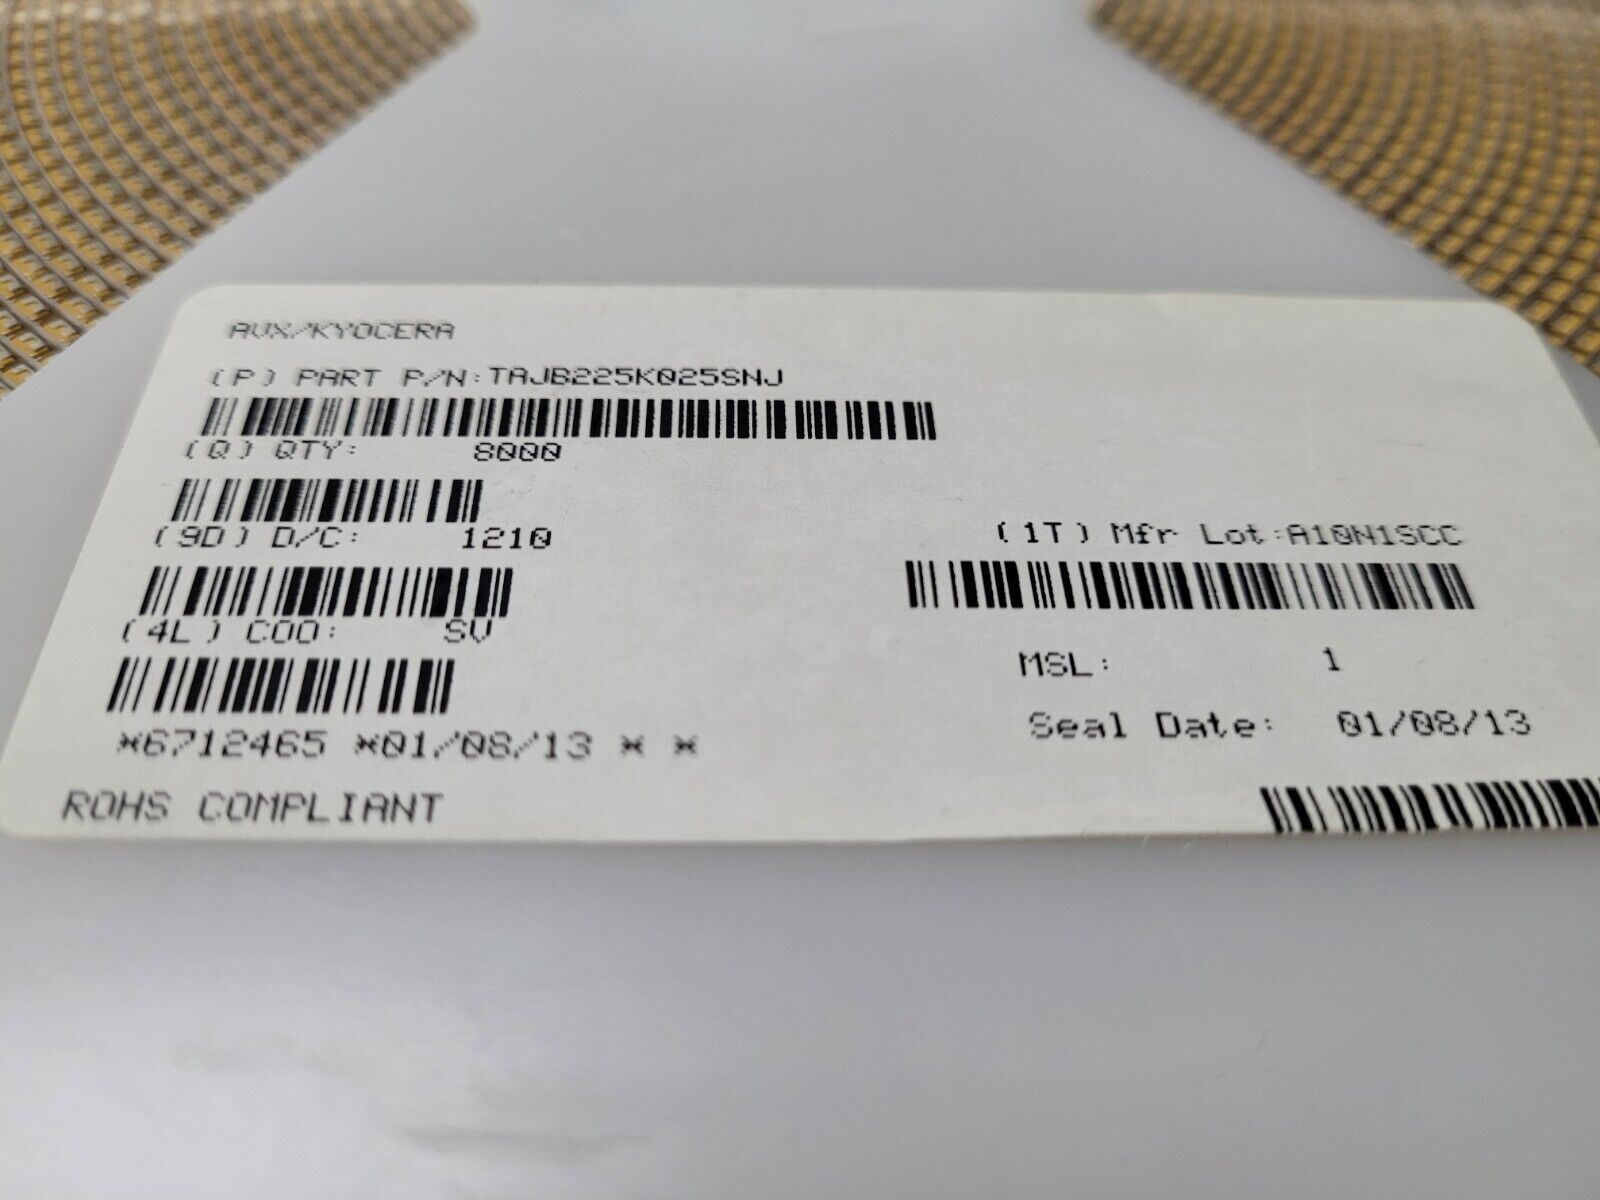 AVX/KYOCERA
(P) PART P/N:TAJB225K025SNJ
(Q) QTY: 8000
(9D) D/C: 1210
(1T) Mfr Lot:A10N1SCC
(4L) COO: SV
MSL: 1
Seal Date: 01/08/13
*6712465 *01/08/13 * *
ROHS COMPLIANT